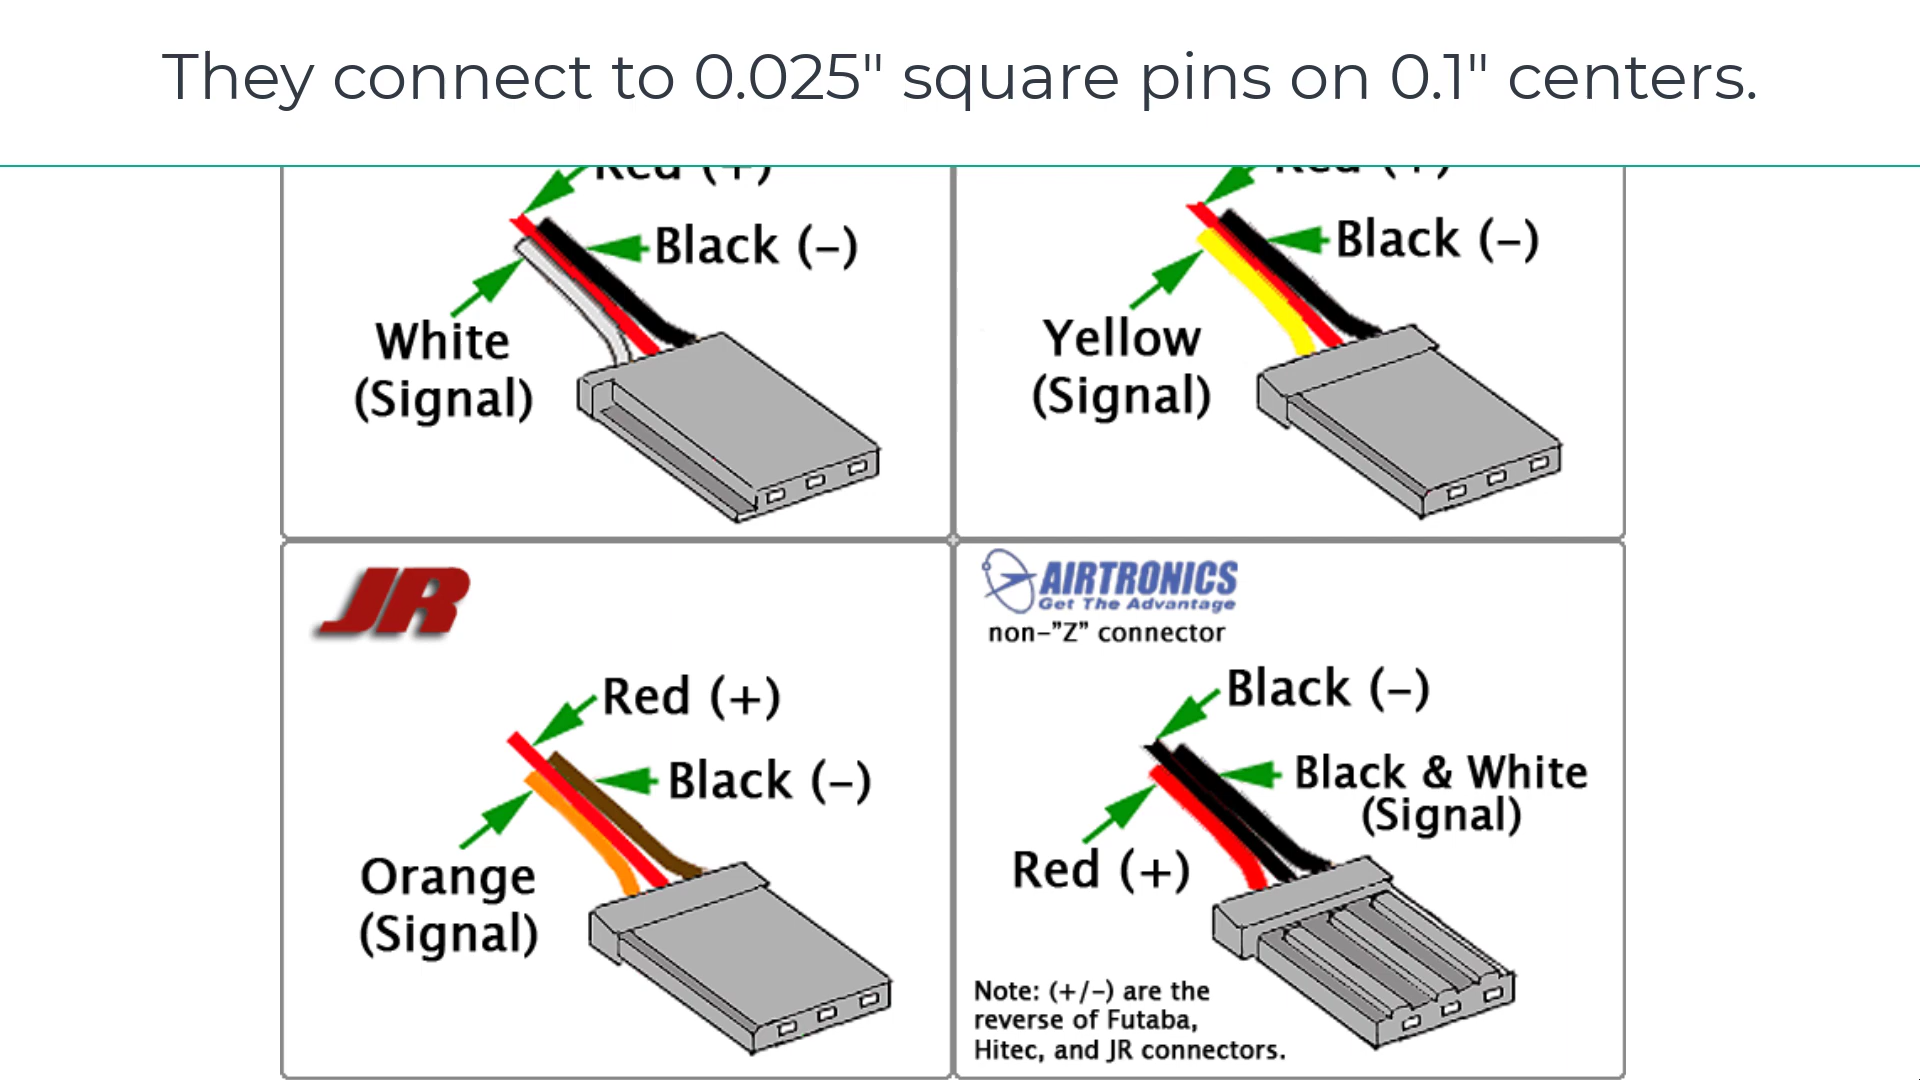 They connect to 0.025" square pins on 0.1" centers.
Red (+)
Black (–)
White
(Signal)
Red (+)
Black (–)
Yellow
(Signal)
JR
Red (+)
Black (–)
Orange
(Signal)
AIRTRONICS
Get The Advantage
non-"Z" connector
Black (–)
Black & White
(Signal)
Red (+)
Note: (+/–) are the
reverse of Futaba,
Hitec, and JR connectors.